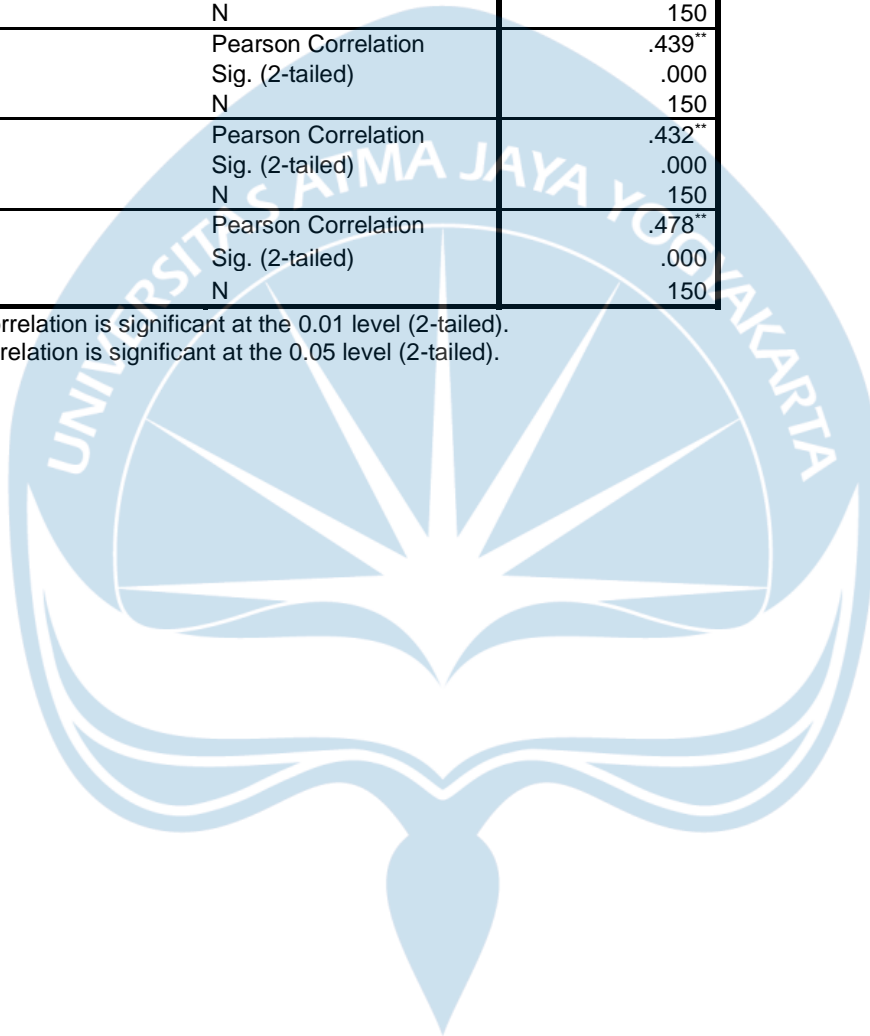 N 150
Pearson Correlation .439**
Sig. (2-tailed) .000
N 150
Pearson Correlation .432**
Sig. (2-tailed) .000
N 150
Pearson Correlation .478**
Sig. (2-tailed) .000
N 150
orrelation is significant at the 0.01 level (2-tailed).
relation is significant at the 0.05 level (2-tailed).
UNIVERSITAS ATMA JAYA YOGYAKARTA